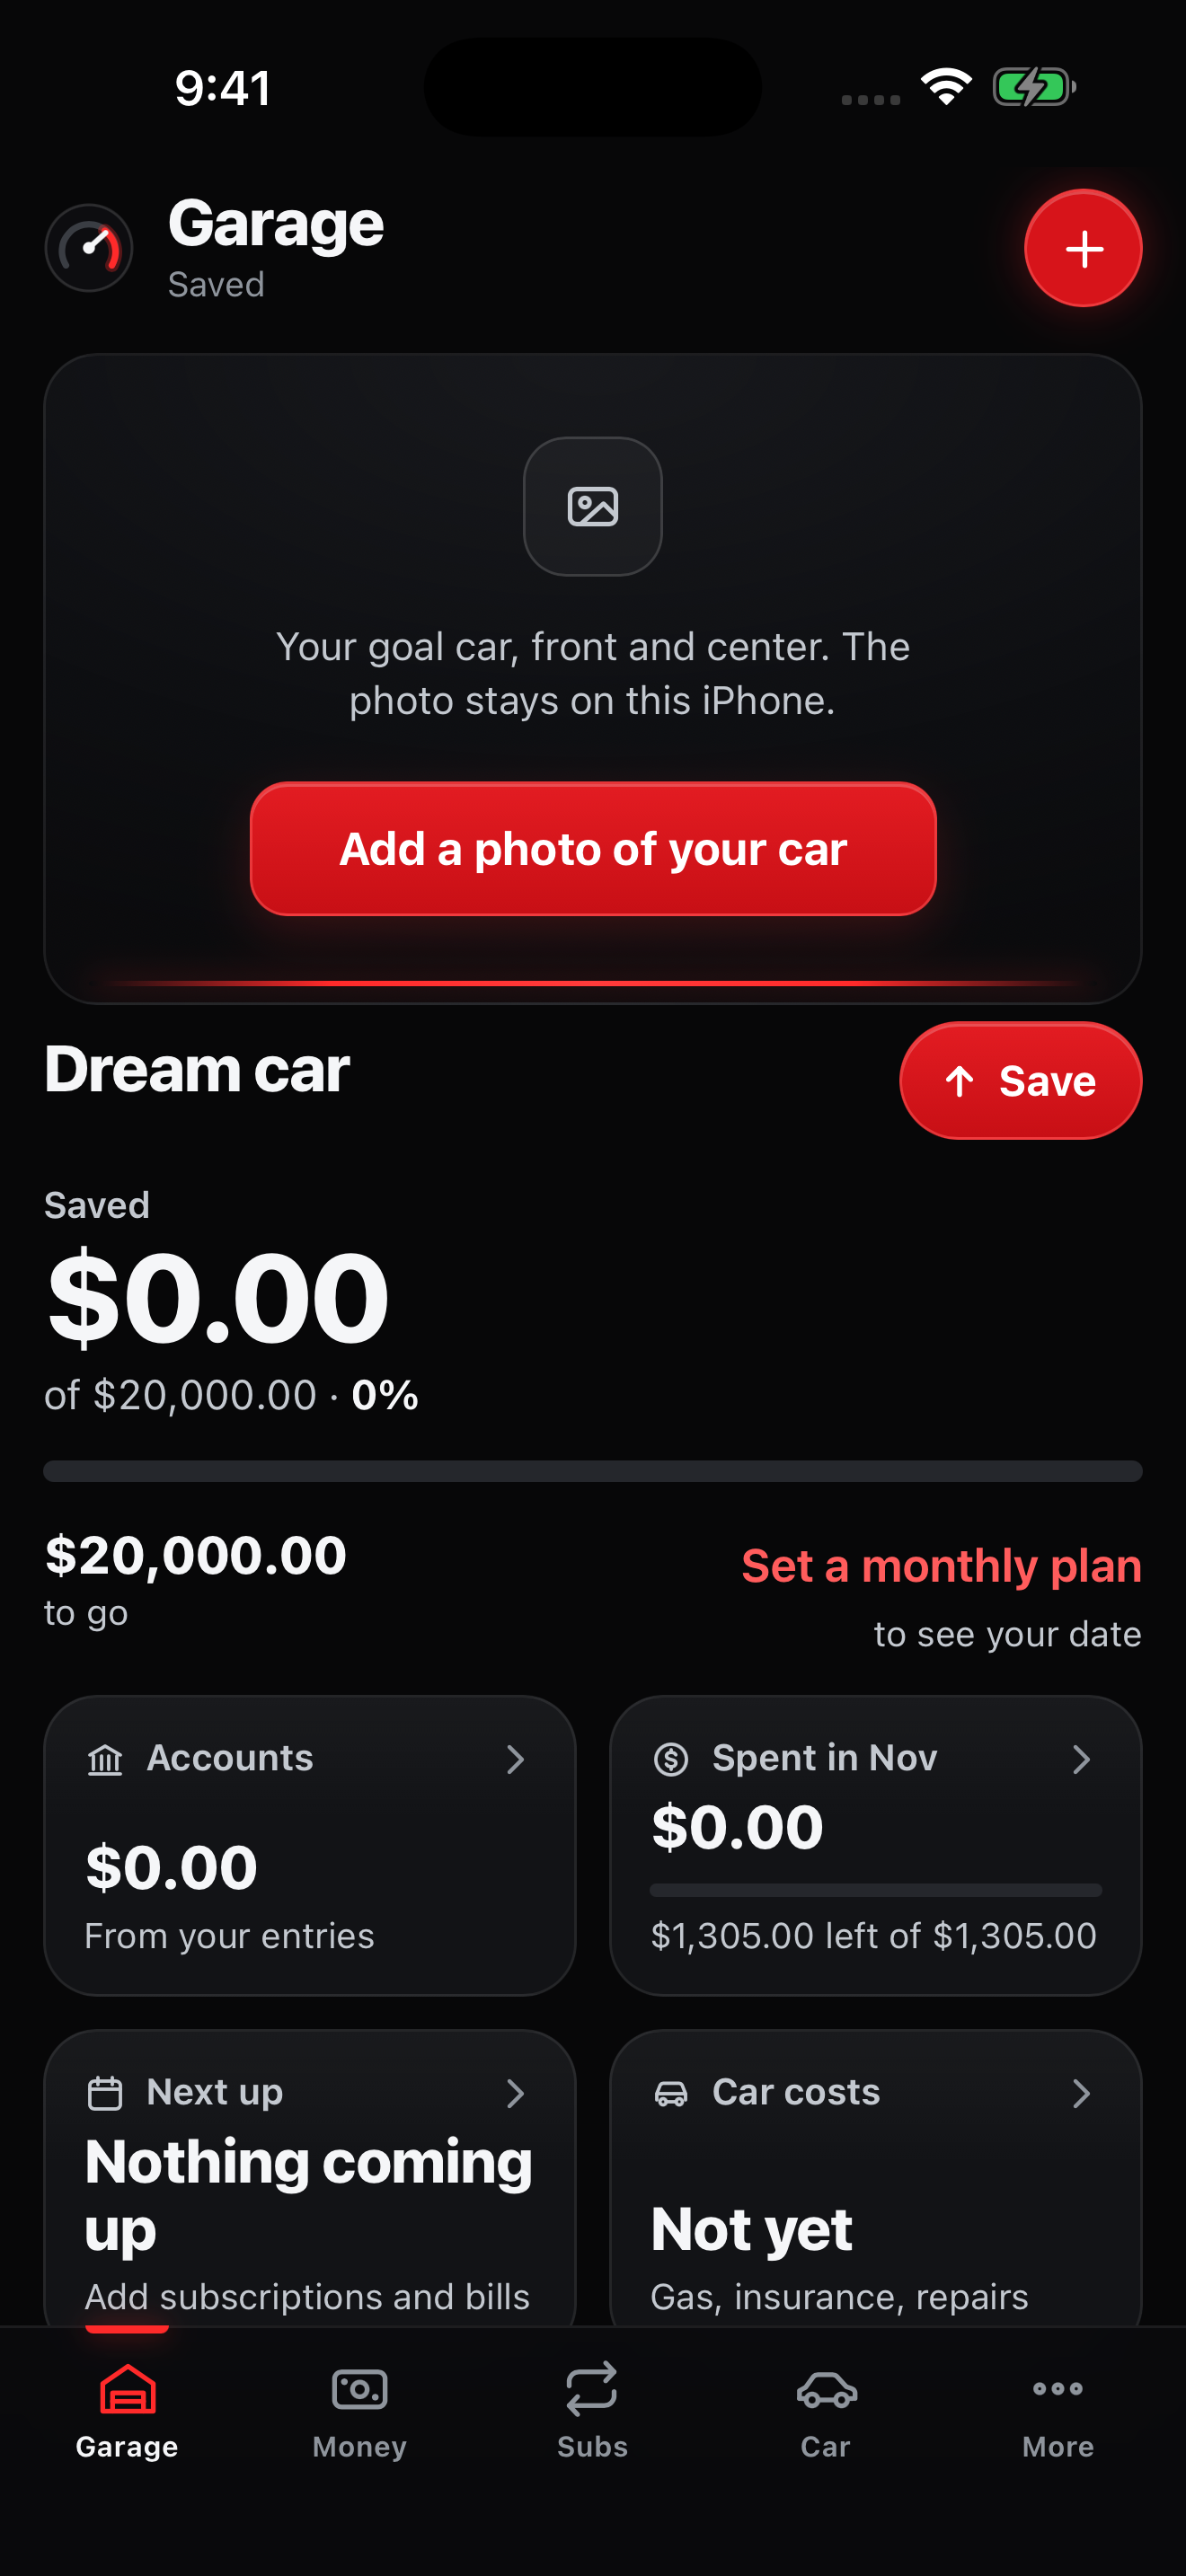 9:41
Garage
Saved
Your goal car, front and center. The
photo stays on this iPhone.
Add a photo of your car
Dream car
Save
Saved
$0.00
of $20,000.00 · 0%
$20,000.00
to go
Set a monthly plan
to see your date
Accounts
$0.00
From your entries
Spent in Nov
$0.00
$1,305.00 left of $1,305.00
Next up
Nothing coming
up
Add subscriptions and bills
Car costs
Not yet
Gas, insurance, repairs
Garage
Money
Subs
Car
More